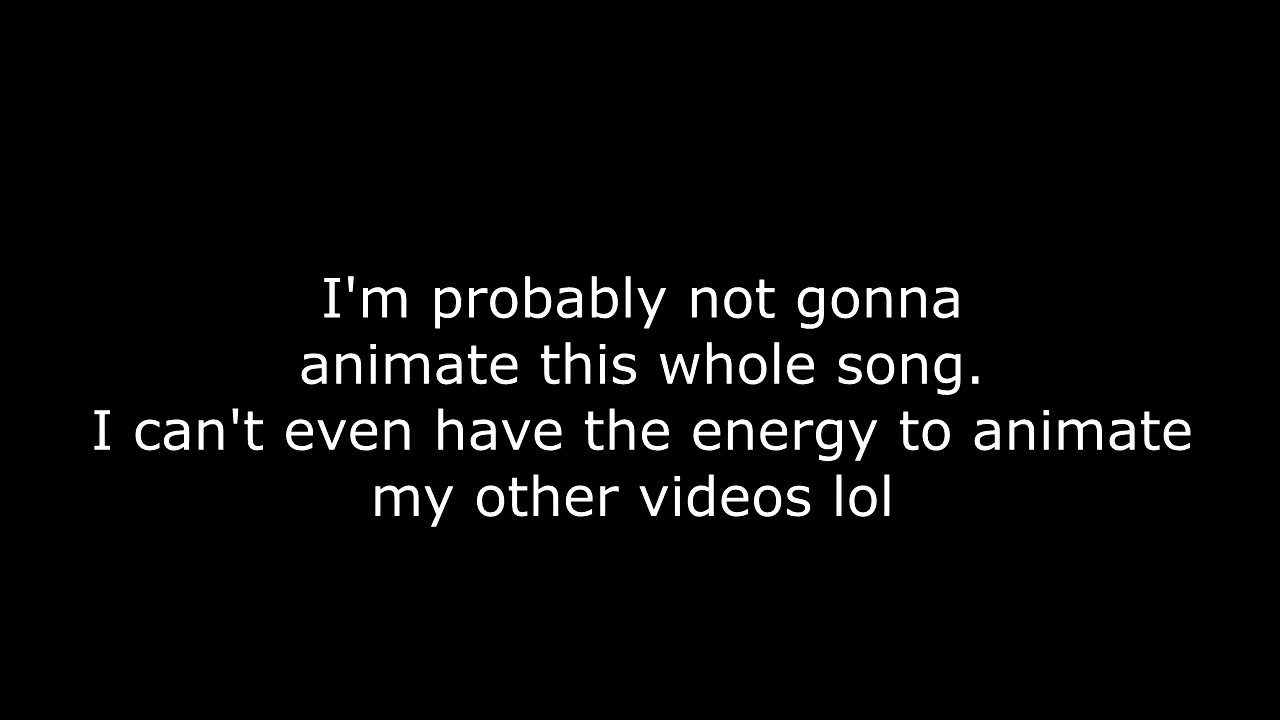 I'm probably not gonna
animate this whole song.
I can't even have the energy to animate
my other videos lol